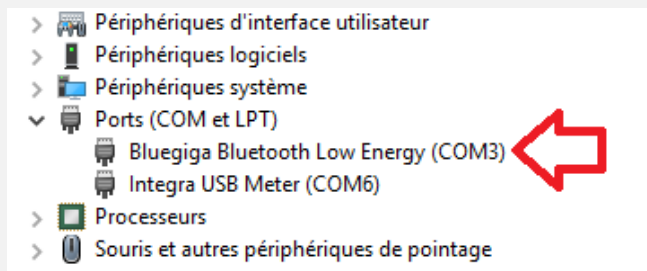 Périphériques d'interface utilisateur
Périphériques logiciels
Périphériques système
Ports (COM et LPT)
Bluegiga Bluetooth Low Energy (COM3)
Integra USB Meter (COM6)
Processeurs
Souris et autres périphériques de pointage